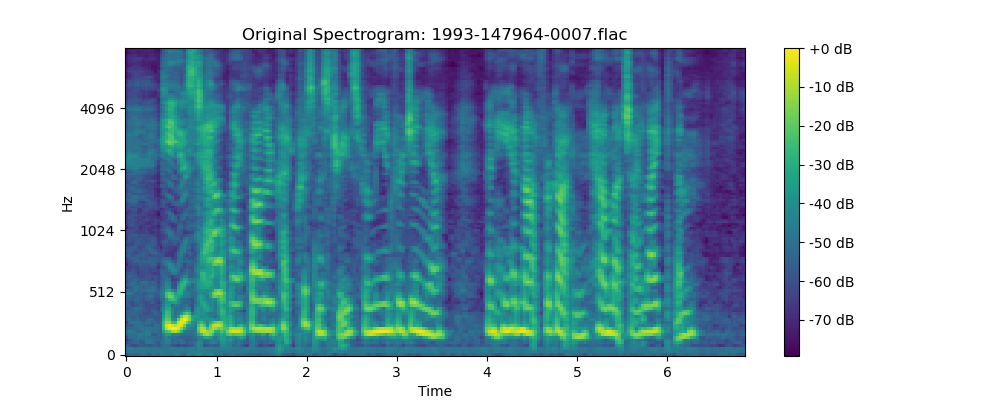 Original Spectrogram: 1993-147964-0007.flac
Hz
4096
2048
1024
512
0
0 1 2 3 4 5 6
Time
+0 dB
-10 dB
-20 dB
-30 dB
-40 dB
-50 dB
-60 dB
-70 dB